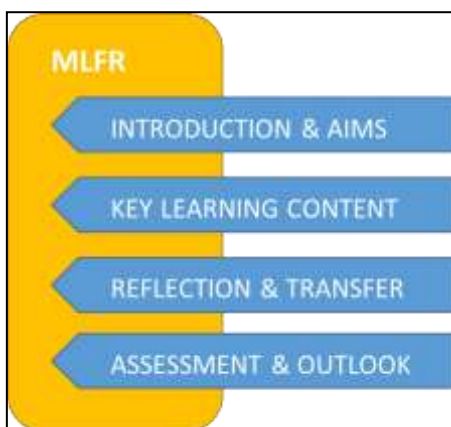 MLFR
INTRODUCTION & AIMS
KEY LEARNING CONTENT
REFLECTION & TRANSFER
ASSESSMENT & OUTLOOK